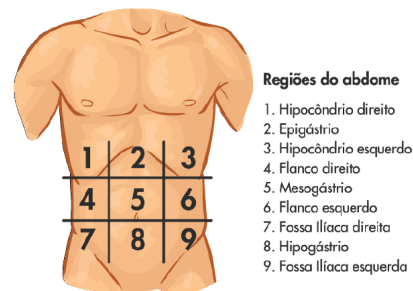 Regiões do abdome
1 2 3
4 5 6
7 8 9
1. Hipocôndrio direito
2. Epigástrio
3. Hipocôndrio esquerdo
4. Flanco direito
5. Mesogástrio
6. Flanco esquerdo
7. Fossa Ilíaca direita
8. Hipogástrio
9. Fossa Ilíaca esquerda